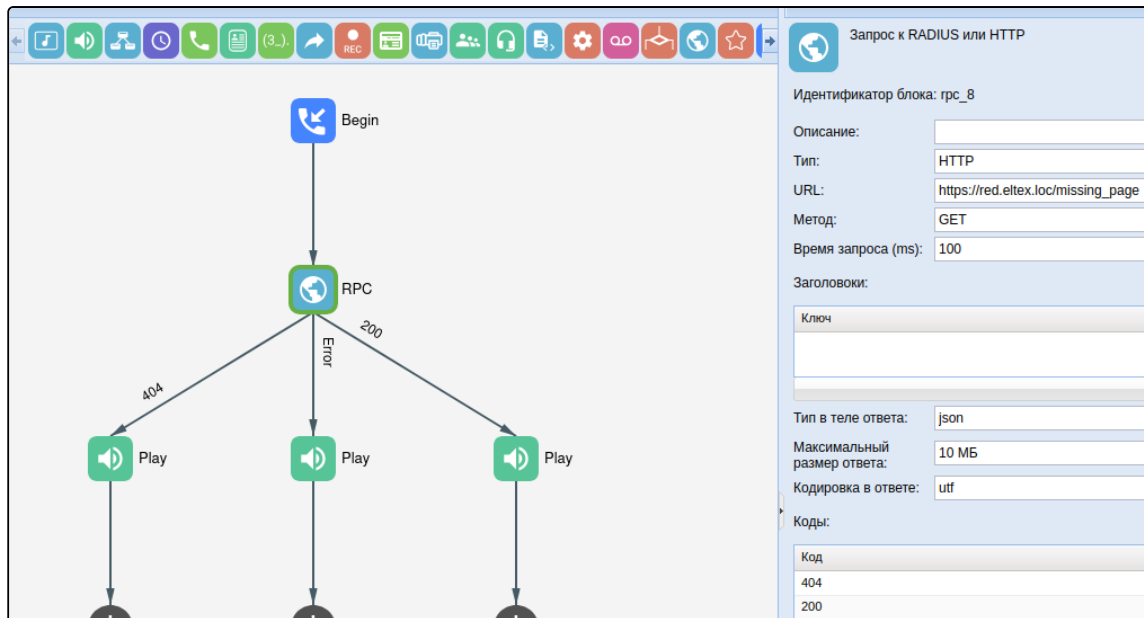 (3_).
REC
Запрос к RADIUS или HTTP
Begin
Идентификатор блока: rpc_8
Описание:
Тип: HTTP
URL: https://red.eltex.loc/missing_page
Метод: GET
Время запроса (ms): 100
RPC
Заголовоки:
Ключ
200
Error
404
Тип в теле ответа: json
Максимальный
размер ответа: 10 МБ
Play
Play
Play
Кодировка в ответе: utf
Коды:
Код
404
200